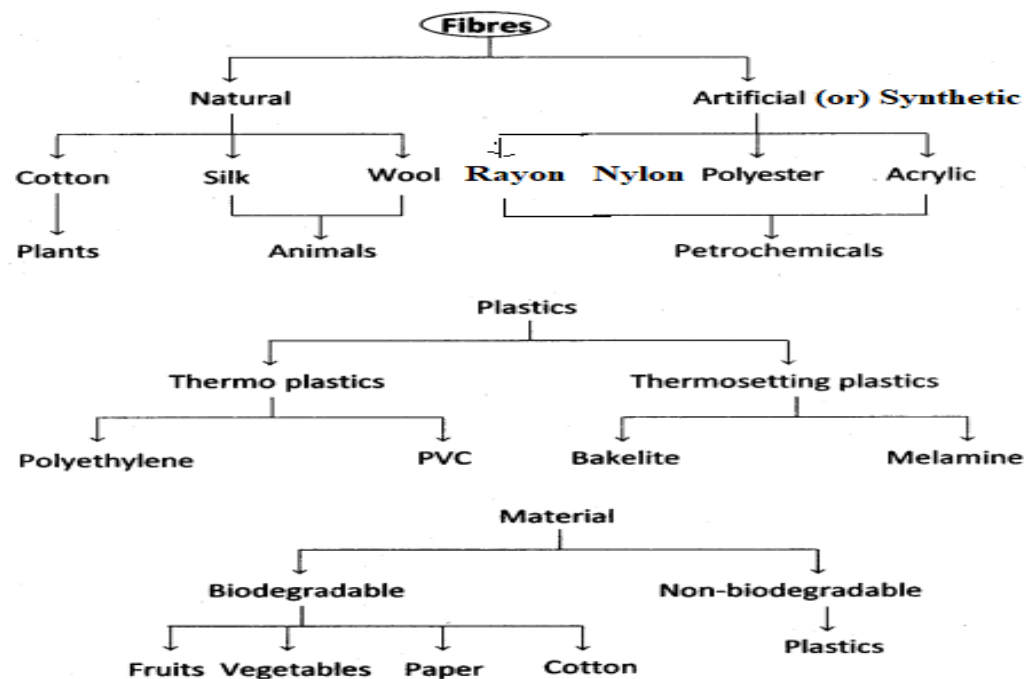 Fibres
Natural Artificial (or) Synthetic
Cotton Silk Wool Rayon Nylon Polyester Acrylic
Plants Animals Petrochemicals
Plastics
Thermo plastics Thermosetting plastics
Polyethylene PVC Bakelite Melamine
Material
Biodegradable Non-biodegradable
Plastics
Fruits Vegetables Paper Cotton